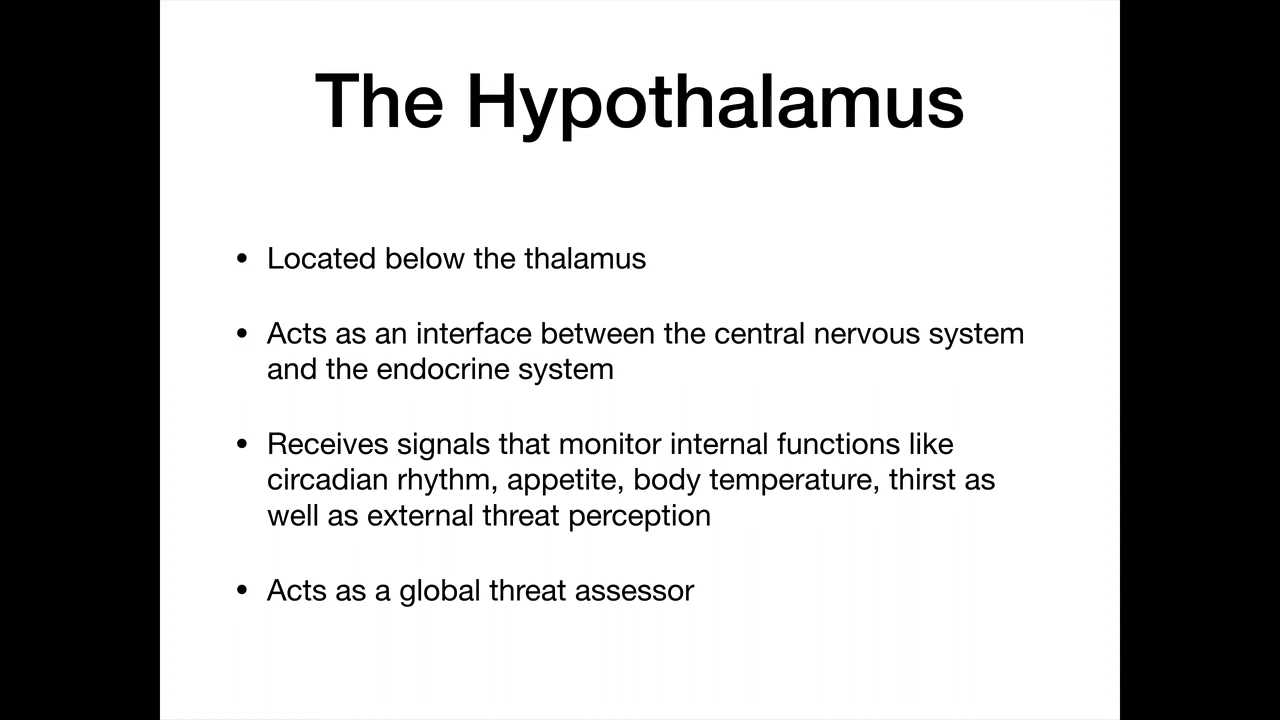 The Hypothalamus
• Located below the thalamus
• Acts as an interface between the central nervous system
and the endocrine system
• Receives signals that monitor internal functions like
circadian rhythm, appetite, body temperature, thirst as
well as external threat perception
• Acts as a global threat assessor